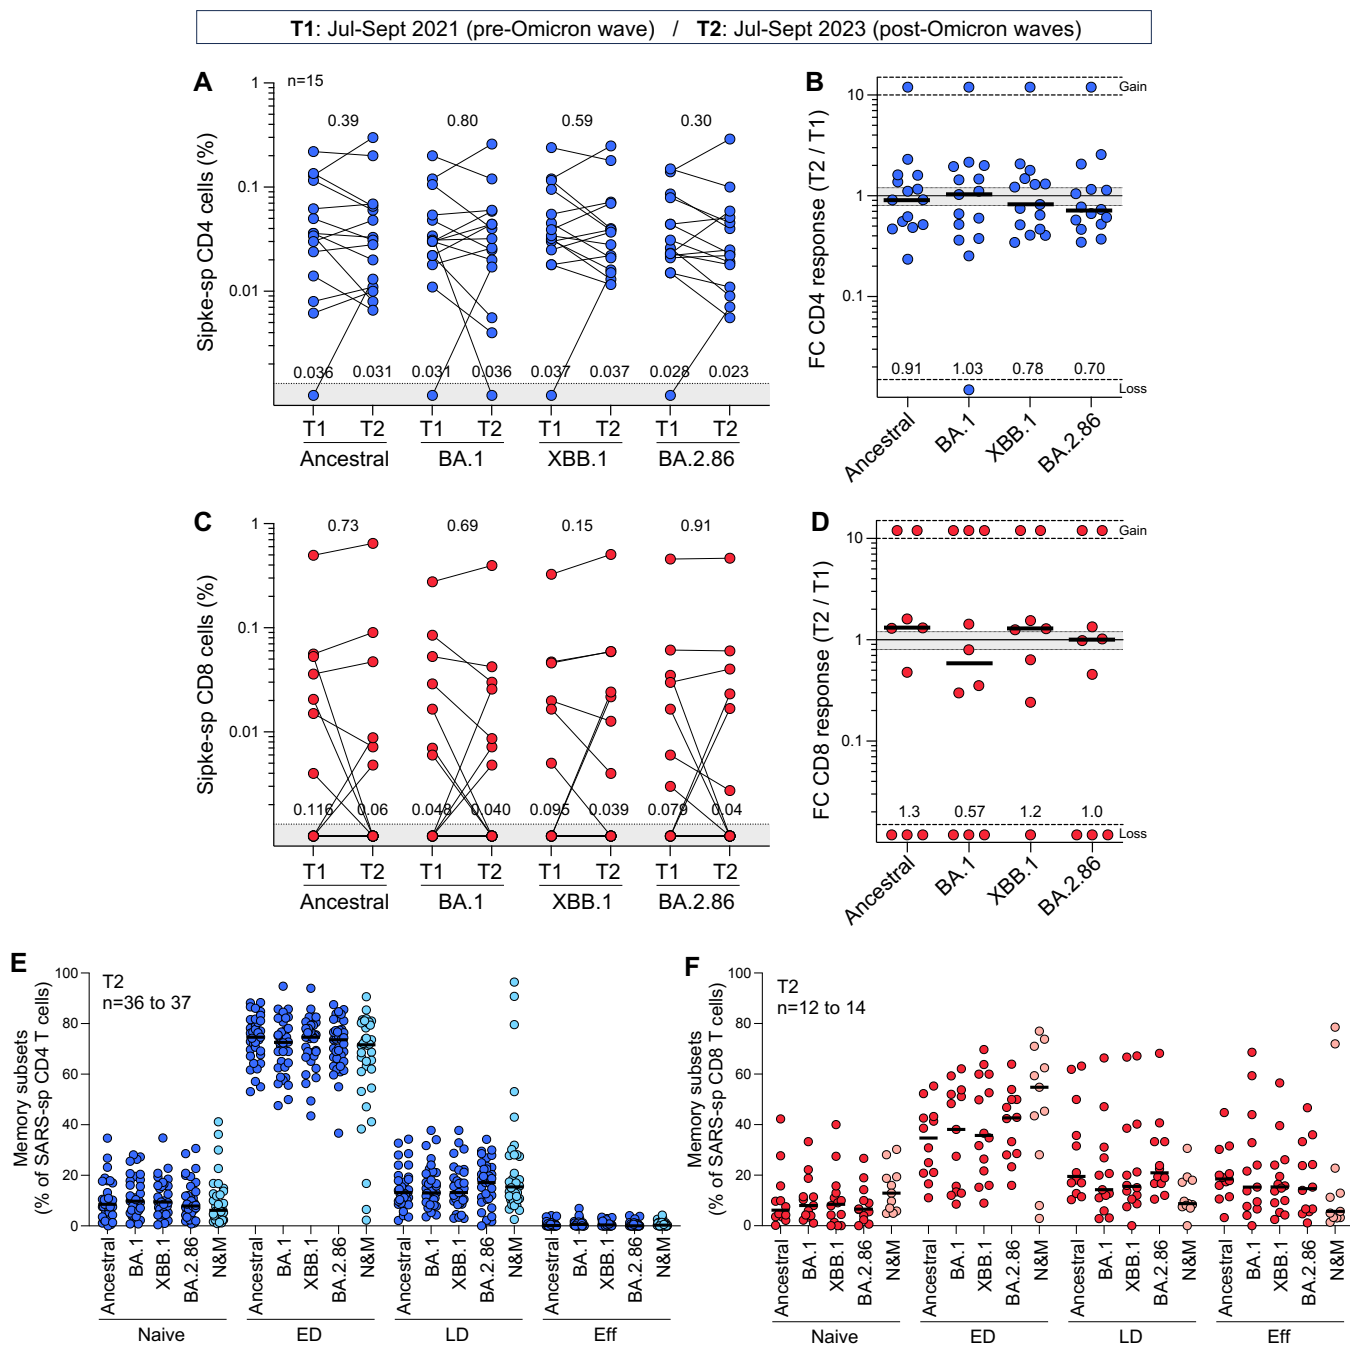 T1: Jul-Sept 2021 (pre-Omicron wave) / T2: Jul-Sept 2023 (post-Omicron waves)
A
n=15
Sipke-sp CD4 cells (%)
1
0.1
0.01
0.39 0.80 0.59 0.30
0.036 0.031 0.031 0.036 0.037 0.037 0.028 0.023
T1 T2 T1 T2 T1 T2 T1 T2
Ancestral BA.1 XBB.1 BA.2.86
B
FC CD4 response (T2 / T1)
10
1
0.1
Gain
Loss
0.91 1.03 0.78 0.70
Ancestral BA.1 XBB.1 BA.2.86
C
Sipke-sp CD8 cells (%)
1
0.1
0.01
0.73 0.69 0.15 0.91
0.116 0.06 0.048 0.040 0.095 0.039 0.079 0.04
T1 T2 T1 T2 T1 T2 T1 T2
Ancestral BA.1 XBB.1 BA.2.86
D
FC CD8 response (T2 / T1)
10
1
0.1
Gain
Loss
1.3 0.57 1.2 1.0
Ancestral BA.1 XBB.1 BA.2.86
E
Memory subsets
(% of SARS-sp CD4 T cells)
100
80
60
40
20
0
T2
n=36 to 37
Ancestral BA.1 XBB.1 BA.2.86 N&M Ancestral BA.1 XBB.1 BA.2.86 N&M Ancestral BA.1 XBB.1 BA.2.86 N&M Ancestral BA.1 XBB.1 BA.2.86 N&M
Naive ED LD Eff
F
Memory subsets
(% of SARS-sp CD8 T cells)
100
80
60
40
20
0
T2
n=12 to 14
Ancestral BA.1 XBB.1 BA.2.86 N&M Ancestral BA.1 XBB.1 BA.2.86 N&M Ancestral BA.1 XBB.1 BA.2.86 N&M Ancestral BA.1 XBB.1 BA.2.86 N&M
Naive ED LD Eff